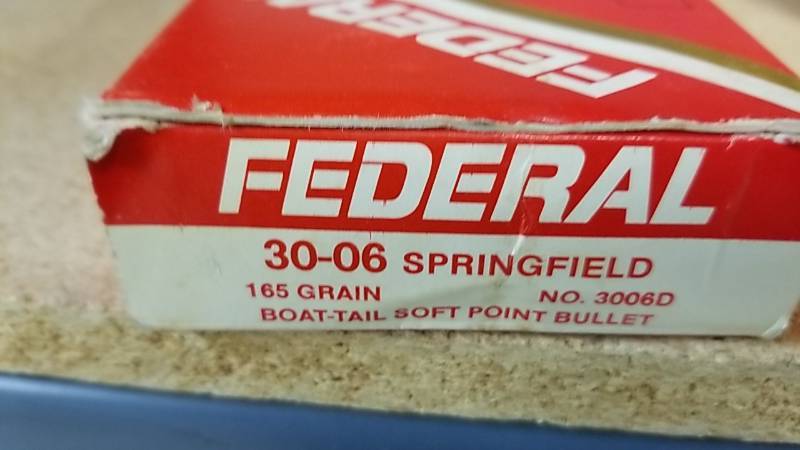 FEDERAL
FEDERAL
30-06 SPRINGFIELD
165 GRAIN NO. 3006D
BOAT-TAIL SOFT POINT BULLET